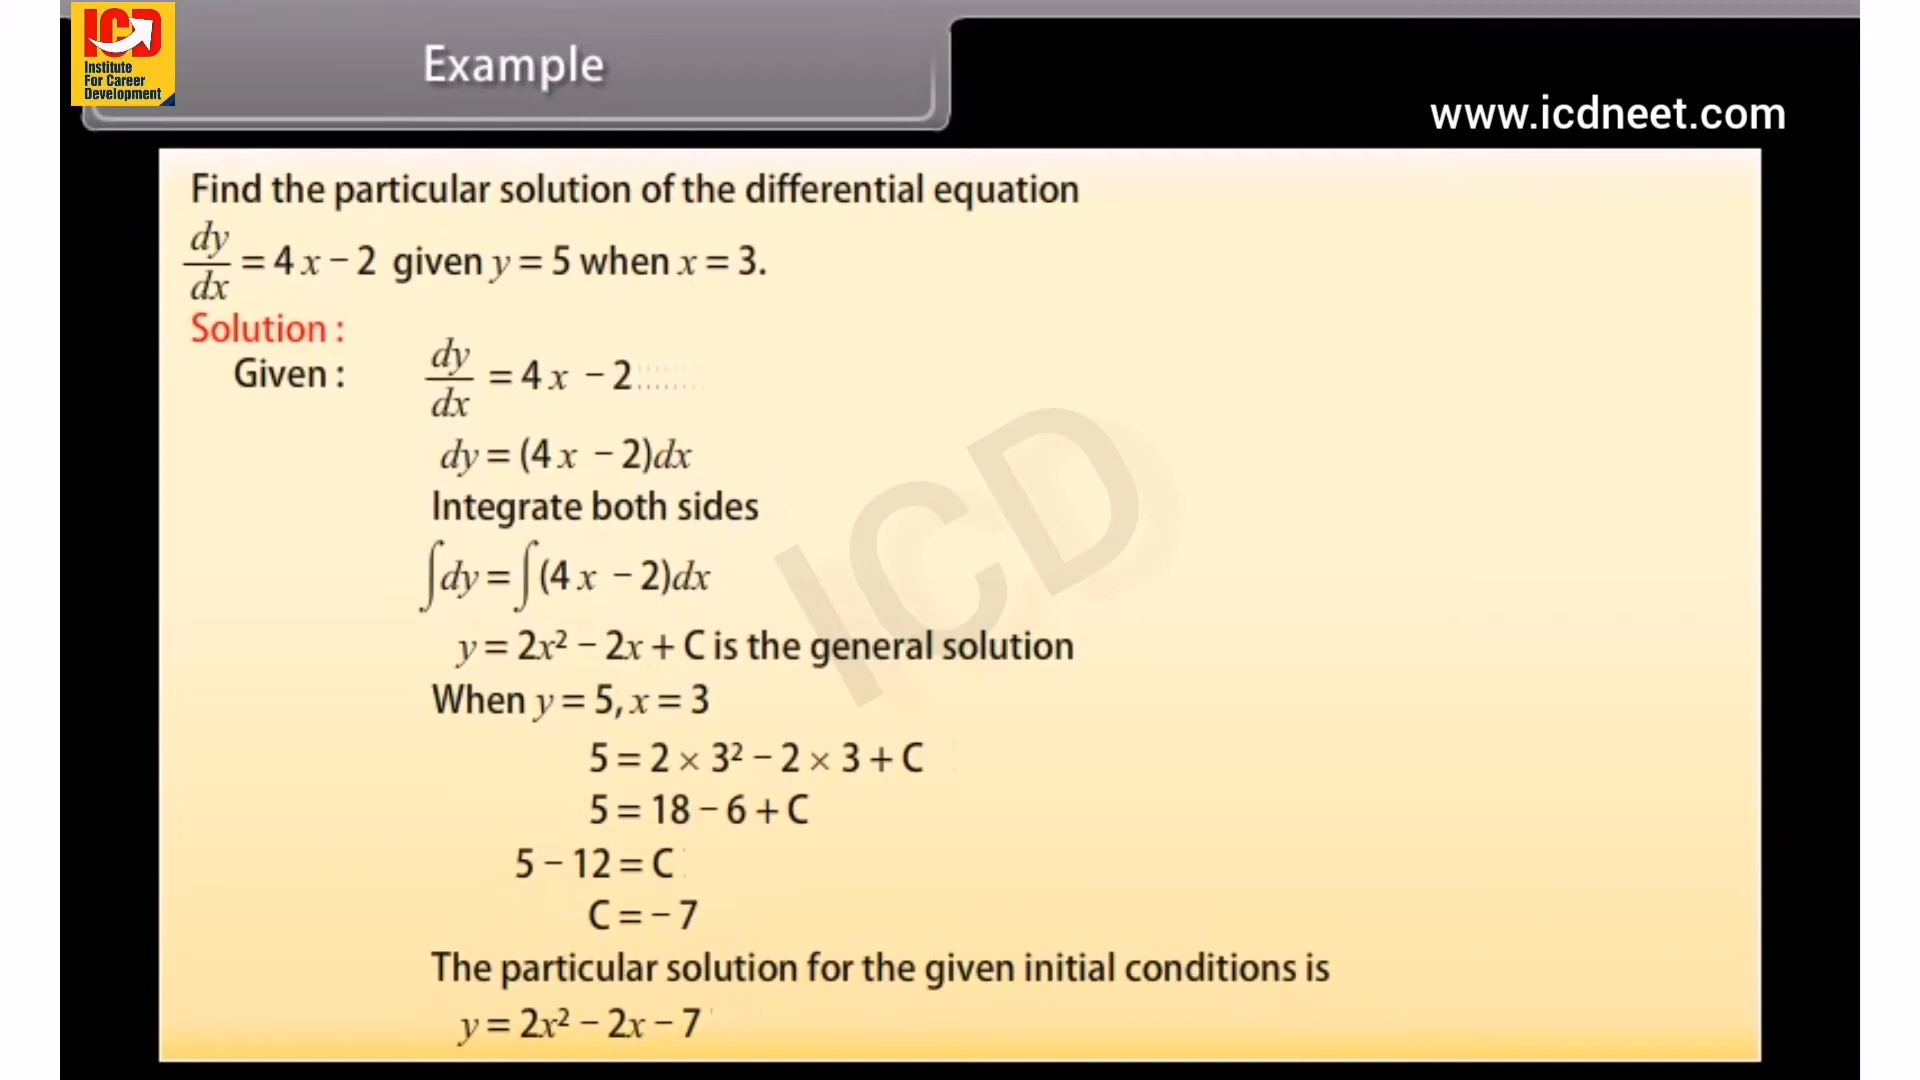 ICD
Institute
For Career
Development
Example
www.icdneet.com
Find the particular solution of the differential equation
dy/dx = 4x − 2 given y = 5 when x = 3.
Solution :
Given : dy/dx = 4x − 2
dy = (4x − 2)dx
Integrate both sides
∫dy = ∫(4x − 2)dx
y = 2x² − 2x + C is the general solution
When y = 5, x = 3
5 = 2 × 3² − 2 × 3 + C
5 = 18 − 6 + C
5 − 12 = C
C = − 7
The particular solution for the given initial conditions is
y = 2x² − 2x − 7
ICD